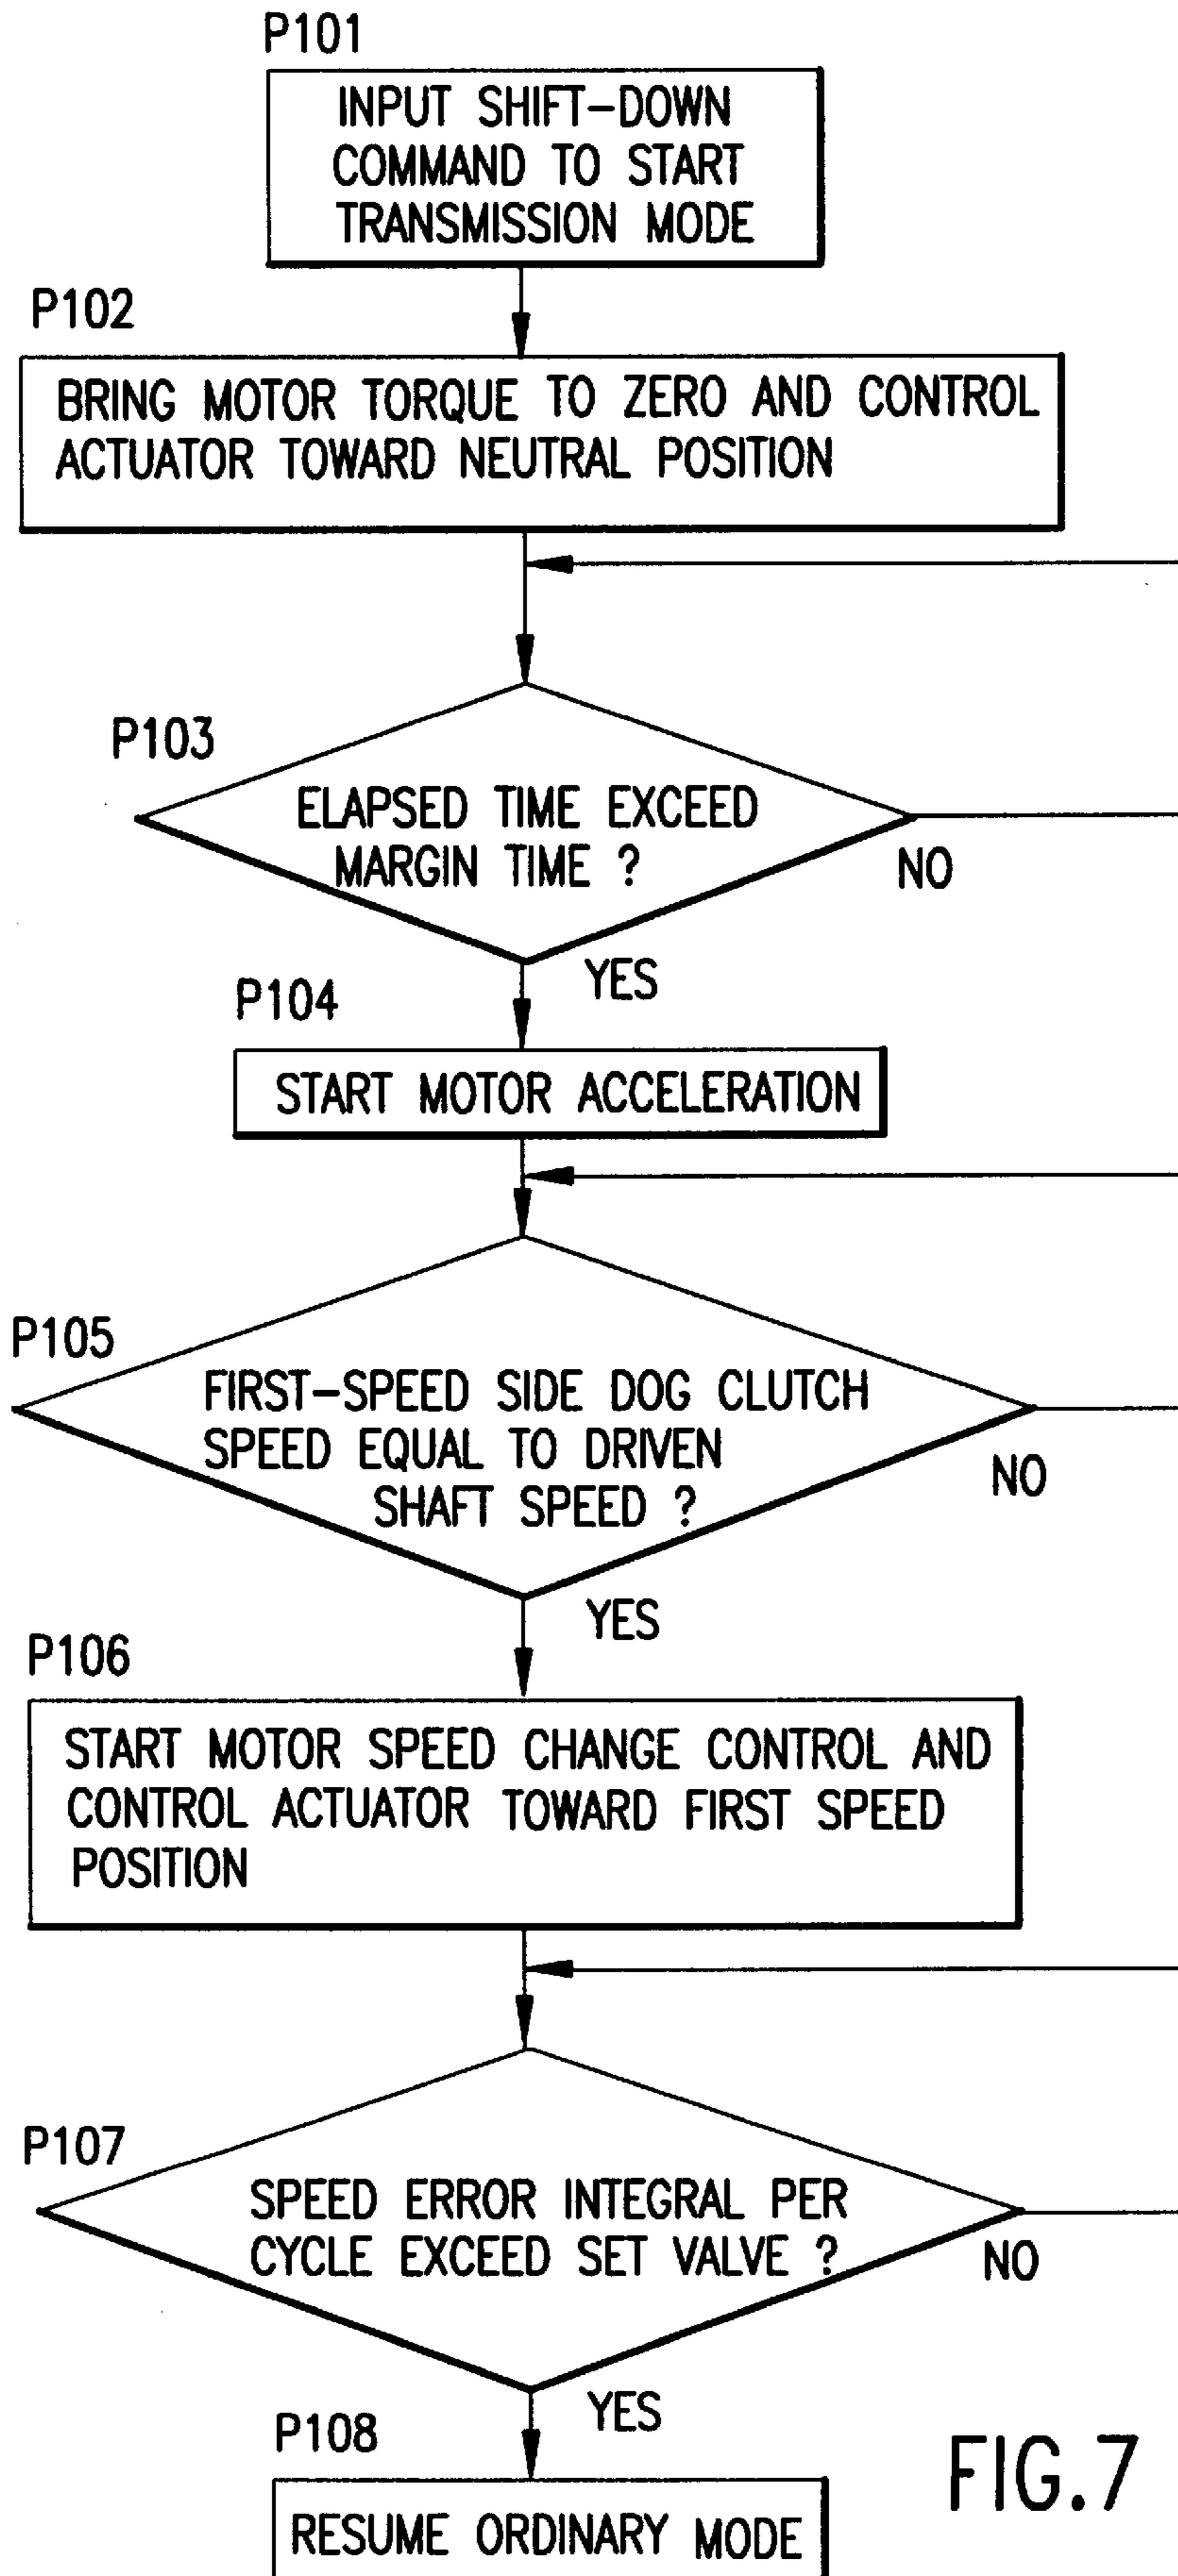 P101
INPUT SHIFT-DOWN
COMMAND TO START
TRANSMISSION MODE
P102
BRING MOTOR TORQUE TO ZERO AND CONTROL
ACTUATOR TOWARD NEUTRAL POSITION
P103
ELAPSED TIME EXCEED
MARGIN TIME ?
NO
YES
P104
START MOTOR ACCELERATION
P105
FIRST-SPEED SIDE DOG CLUTCH
SPEED EQUAL TO DRIVEN
SHAFT SPEED ?
NO
YES
P106
START MOTOR SPEED CHANGE CONTROL AND
CONTROL ACTUATOR TOWARD FIRST SPEED
POSITION
P107
SPEED ERROR INTEGRAL PER
CYCLE EXCEED SET VALVE ?
NO
YES
P108
RESUME ORDINARY MODE
FIG.7